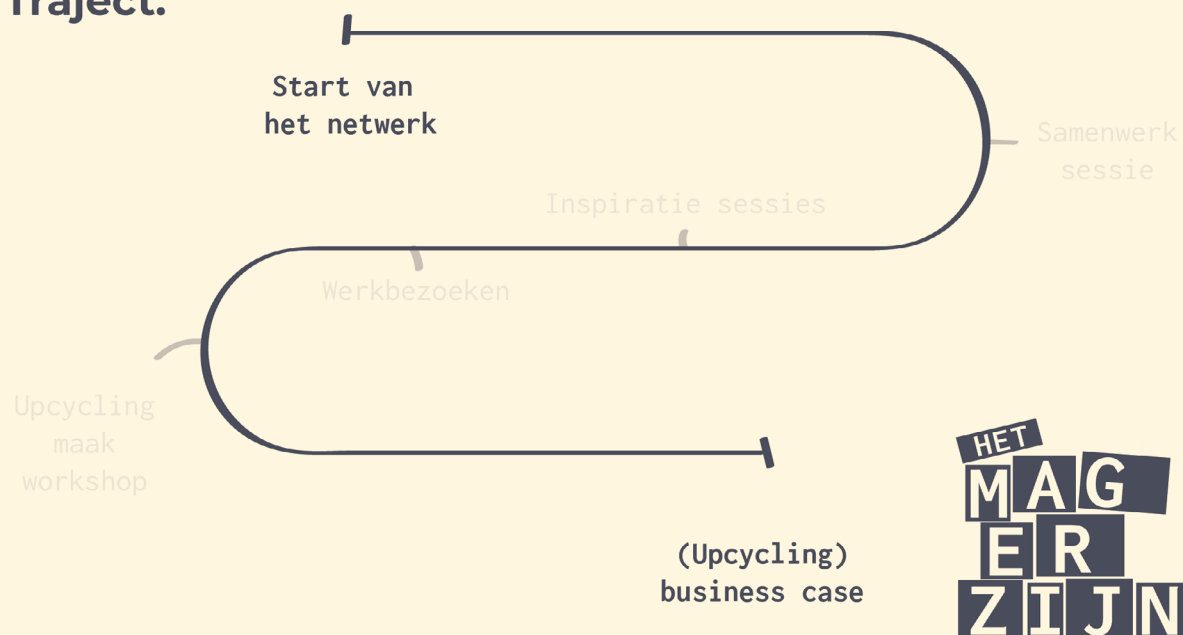 Traject.
Start van
het netwerk
Samenwerk
sessie
Inspiratie sessies
Werkbezoeken
Upcycling
maak
workshop
(Upcycling)
business case
HET
MAG
ER
ZIJN